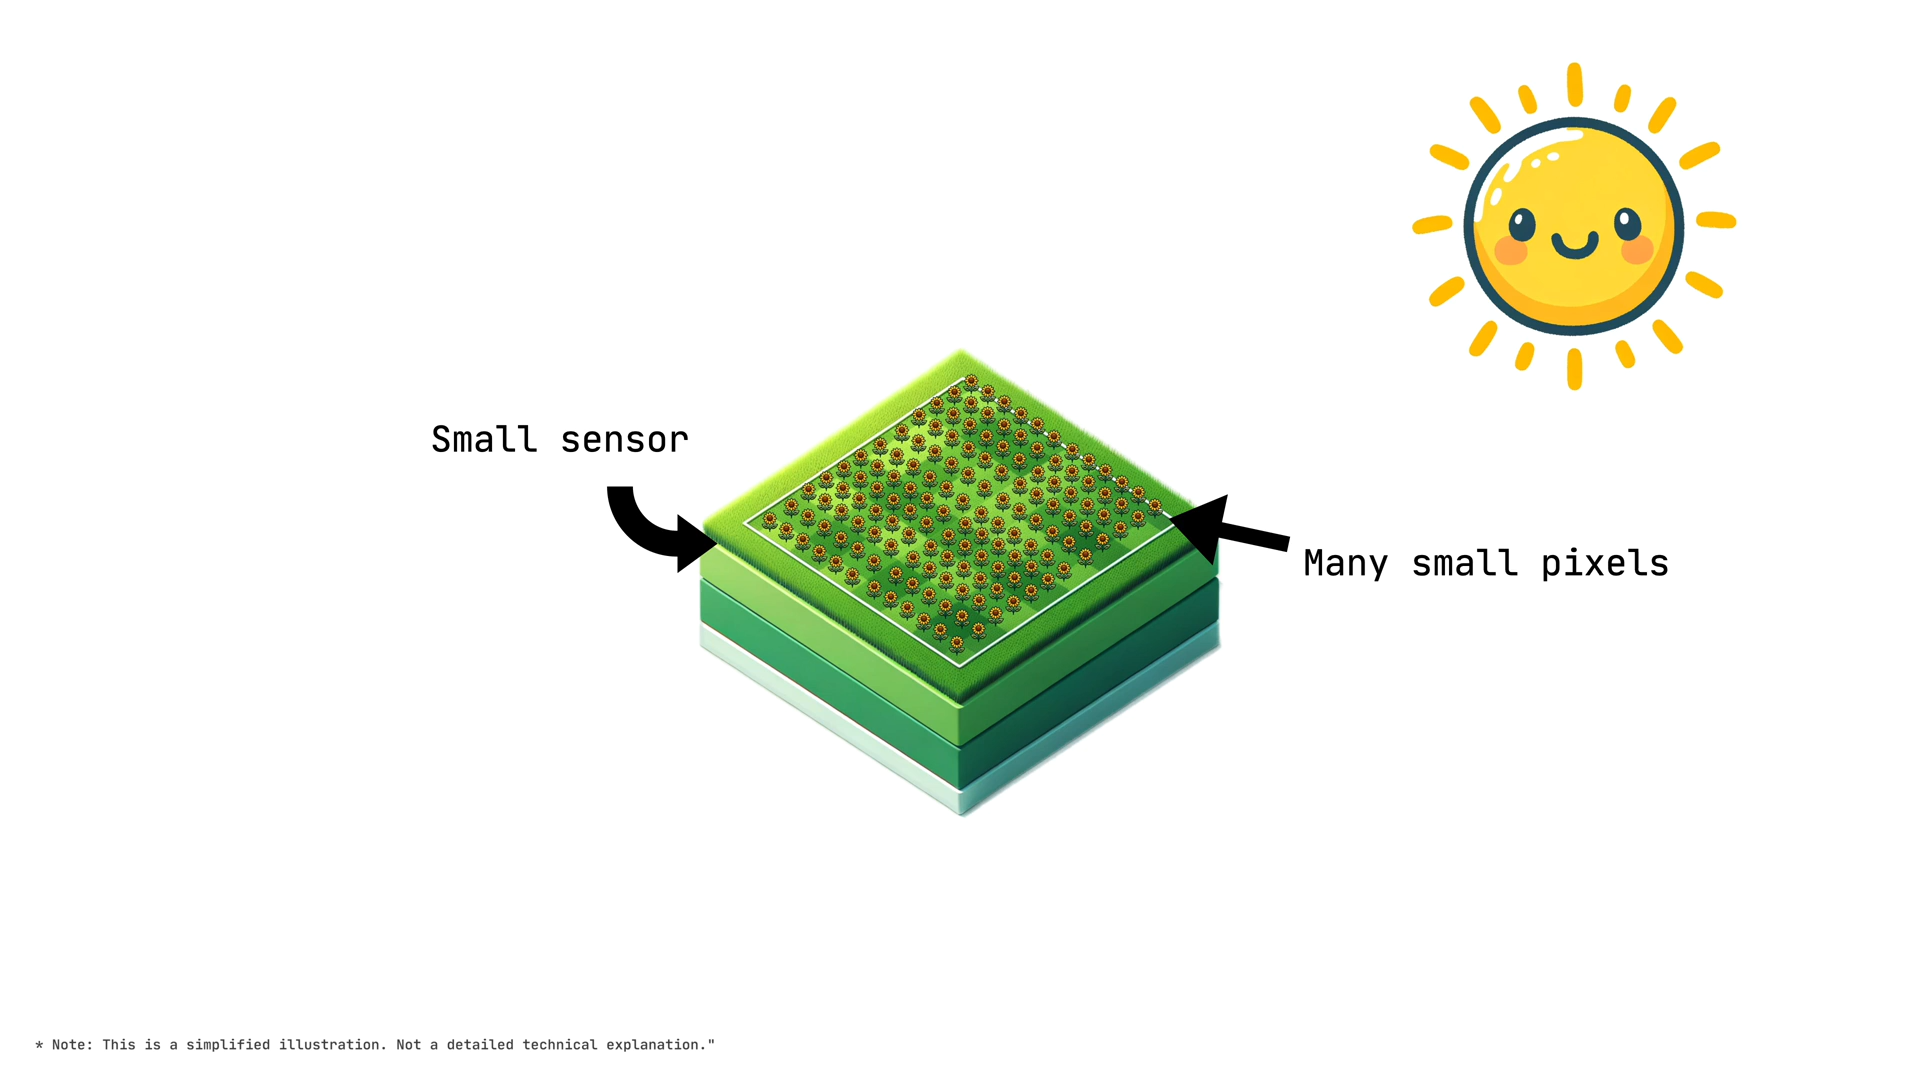 Small sensor
Many small pixels
* Note: This is a simplified illustration. Not a detailed technical explanation."